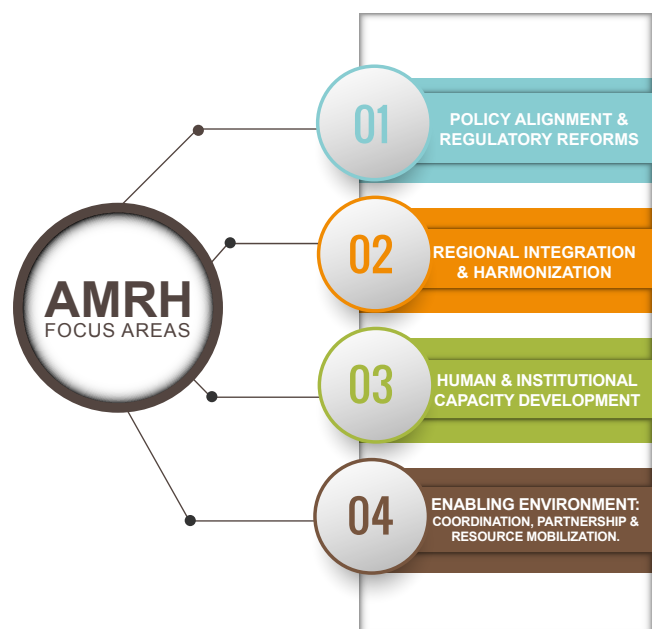 AMRH
FOCUS AREAS
01
POLICY ALIGNMENT &
REGULATORY REFORMS
02
REGIONAL INTEGRATION
& HARMONIZATION
03
HUMAN & INSTITUTIONAL
CAPACITY DEVELOPMENT
04
ENABLING ENVIRONMENT:
COORDINATION, PARTNERSHIP &
RESOURCE MOBILIZATION.